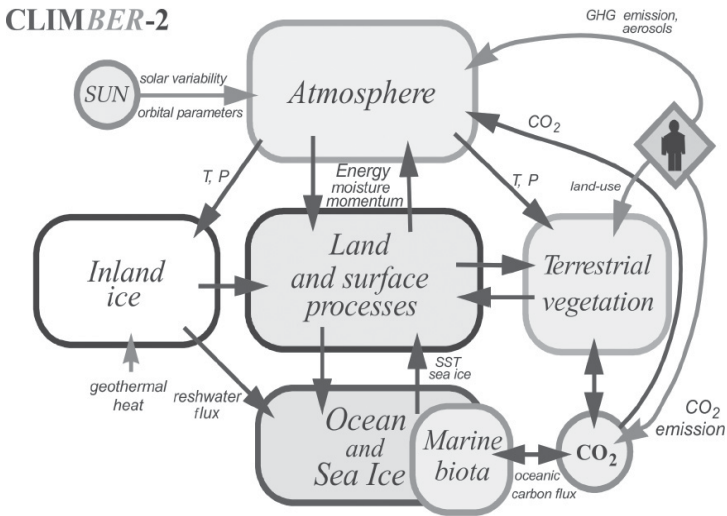 CLIMBER-2
GHG emission,
aerosols
SUN
solar variability
orbital parameters
Atmosphere
CO2
T, P
Energy
moisture
momentum
T, P
land-use
Inland
ice
Land
and surface
processes
Terrestrial
vegetation
geothermal
heat
reshwater
flux
SST
sea ice
Ocean
and
Sea Ice
Marine
biota
oceanic
carbon flux
CO2
CO2
emission